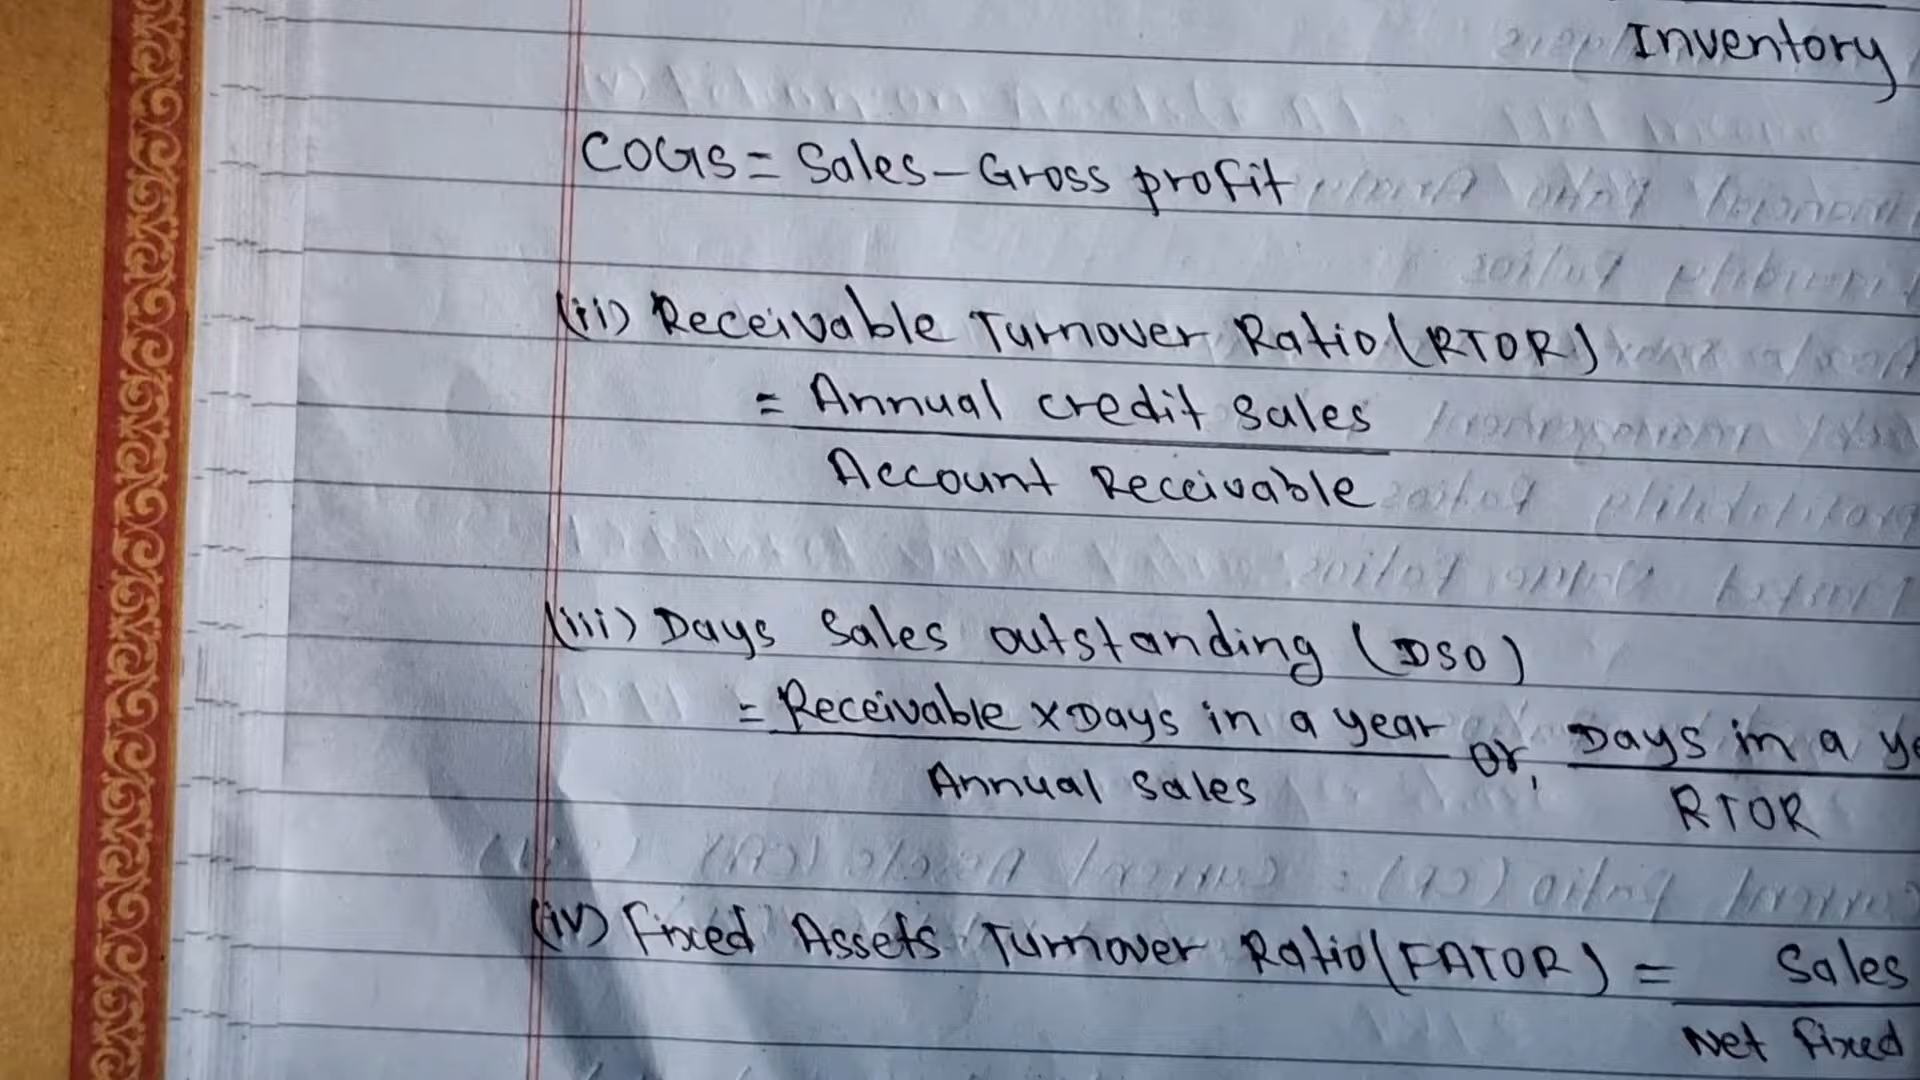 Inventory
COGS = Sales - Gross profit
(ii) Receivable Turnover Ratio (RTOR)
= Annual credit sales
Account Receivable
(iii) Days Sales outstanding (DSO)
= Receivable x Days in a year or, Days in a ye
Annual Sales RTOR
(iv) Fixed Assets Turnover Ratio (FATOR) = Sales
Net fixed